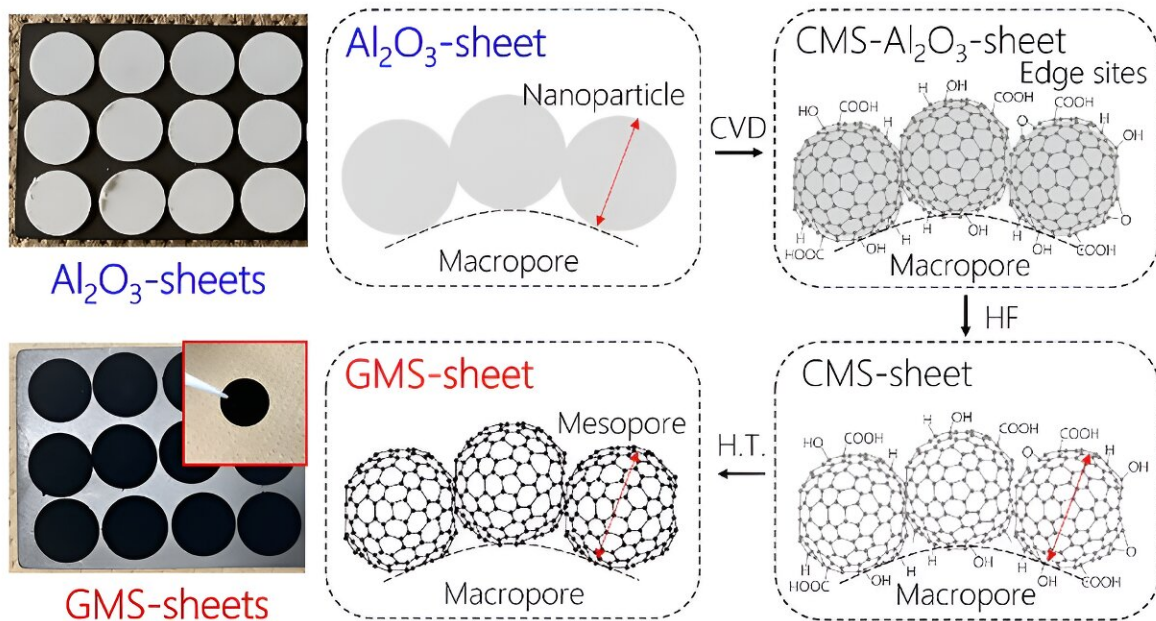 Al₂O₃-sheets
Al₂O₃-sheet
Nanoparticle
Macropore
CVD
CMS-Al₂O₃-sheet
Edge sites
HO
COOH
H
OH
COOH
COOH
O
H
OH
H
HOOC
OH
H
H
OH
H
OH
COOH
O
Macropore
HF
CMS-sheet
HO
COOH
H
OH
COOH
COOH
O
H
OH
H
HOOC
OH
H
H
OH
H
OH
COOH
O
Macropore
H.T.
GMS-sheet
Mesopore
Macropore
GMS-sheets